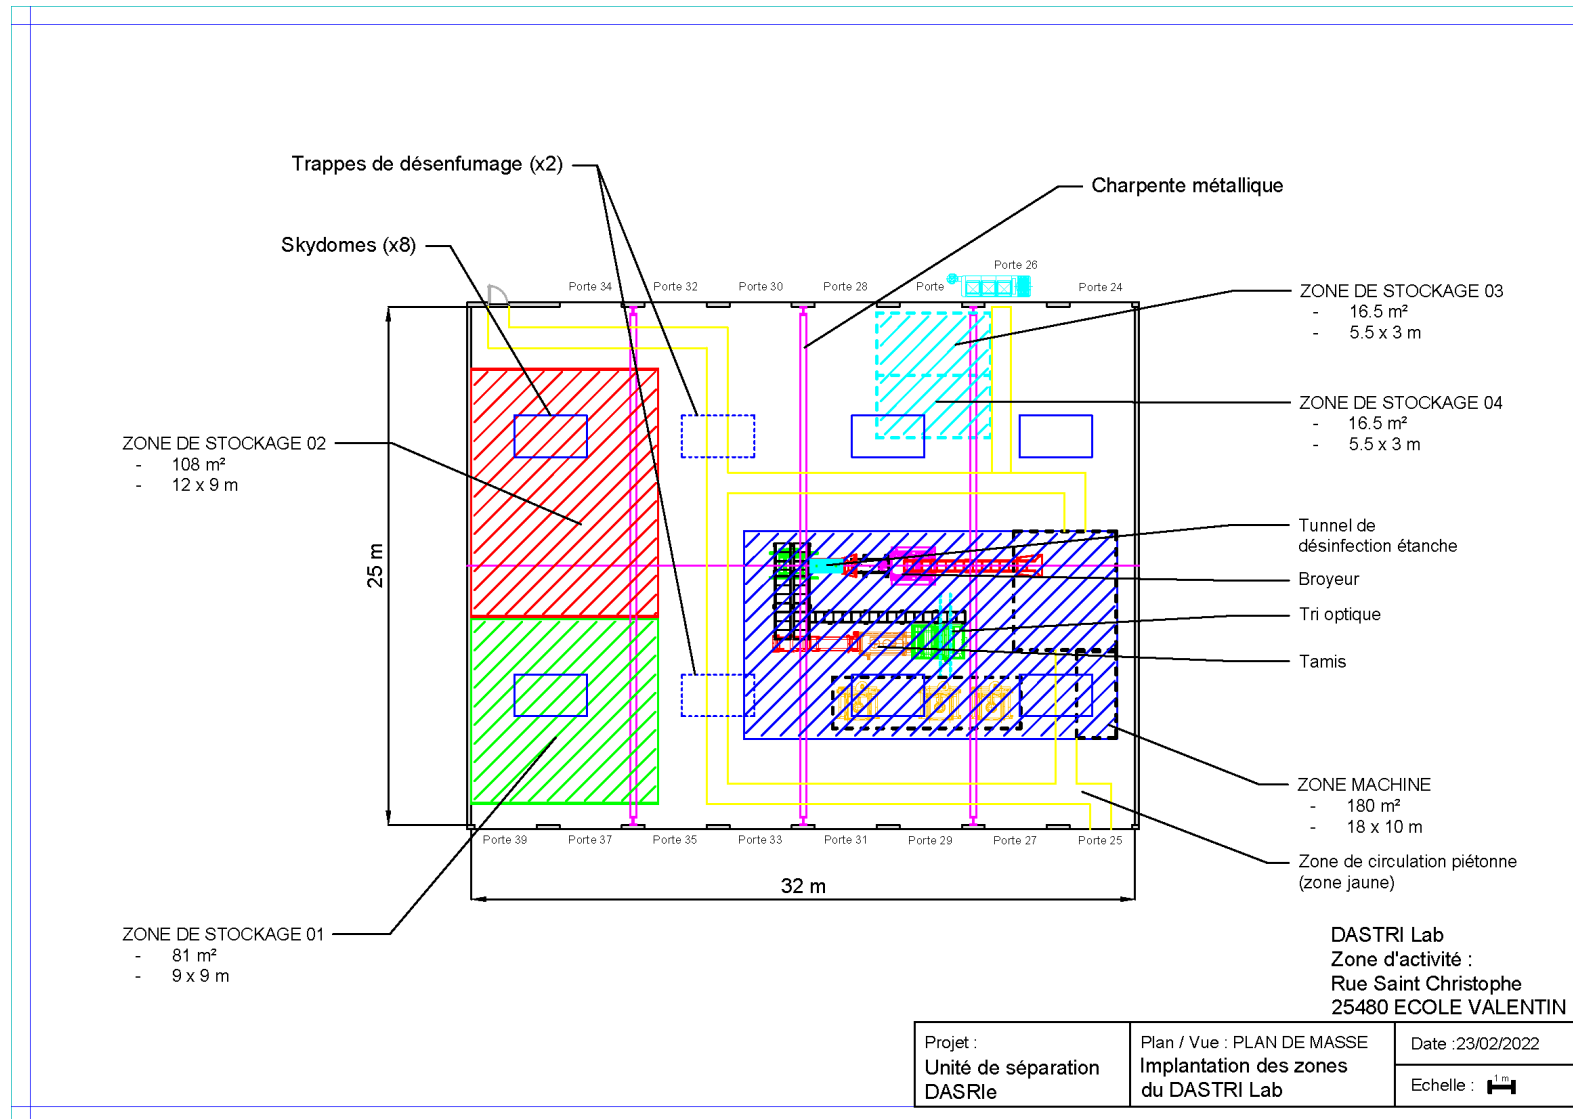 Trappes de désenfumage (x2)
Charpente métallique
Skydomes (x8)
Porte 34
Porte 32
Porte 30
Porte 28
Porte
Porte 26
Porte 24
ZONE DE STOCKAGE 03
- 16.5 m²
- 5.5 x 3 m
ZONE DE STOCKAGE 04
- 16.5 m²
- 5.5 x 3 m
ZONE DE STOCKAGE 02
- 108 m²
- 12 x 9 m
25 m
Tunnel de
désinfection étanche
Broyeur
Tri optique
Tamis
ZONE MACHINE
- 180 m²
- 18 x 10 m
Porte 39
Porte 37
Porte 35
Porte 33
Porte 31
Porte 29
Porte 27
Porte 25
Zone de circulation piétonne
(zone jaune)
32 m
ZONE DE STOCKAGE 01
- 81 m²
- 9 x 9 m
DASTRI Lab
Zone d'activité :
Rue Saint Christophe
25480 ECOLE VALENTIN
Projet :
Unité de séparation
DASRIe
Plan / Vue : PLAN DE MASSE
Implantation des zones
du DASTRI Lab
Date :23/02/2022
Echelle : 1 m